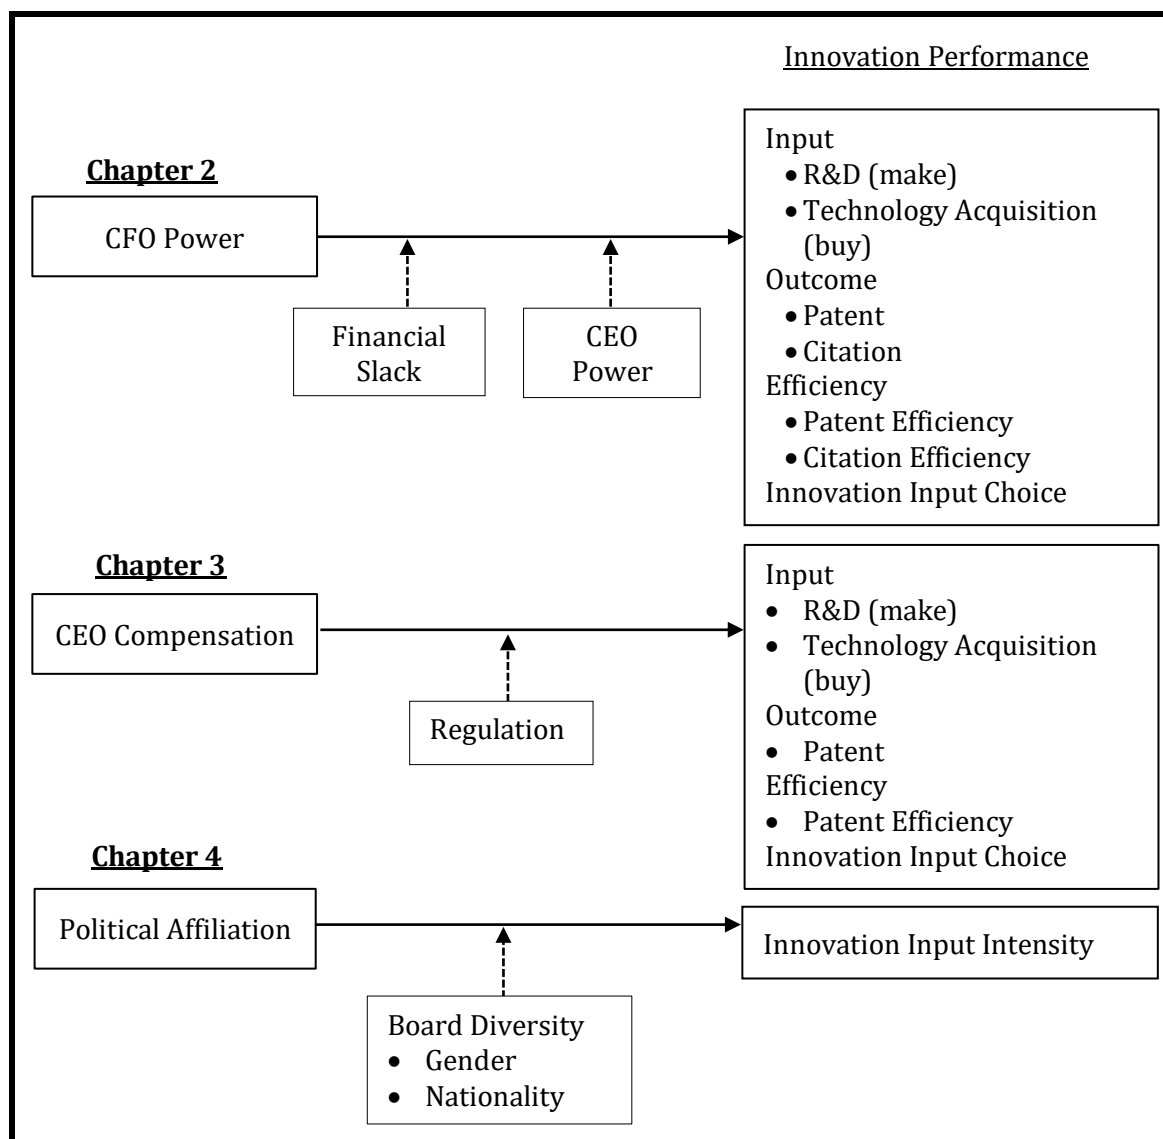 Innovation Performance
Chapter 2
CFO Power
Financial
Slack
CEO
Power
Input
• R&D (make)
• Technology Acquisition
(buy)
Outcome
• Patent
• Citation
Efficiency
• Patent Efficiency
• Citation Efficiency
Innovation Input Choice
Chapter 3
CEO Compensation
Regulation
Input
• R&D (make)
• Technology Acquisition
(buy)
Outcome
• Patent
Efficiency
• Patent Efficiency
Innovation Input Choice
Chapter 4
Political Affiliation
Innovation Input Intensity
Board Diversity
• Gender
• Nationality